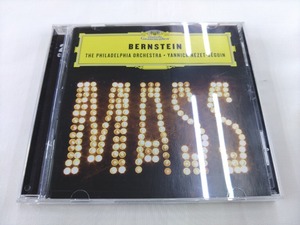 BERNSTEIN
THE PHILADELPHIA ORCHESTRA • YANNICK NÉZET-SÉGUIN
MASS